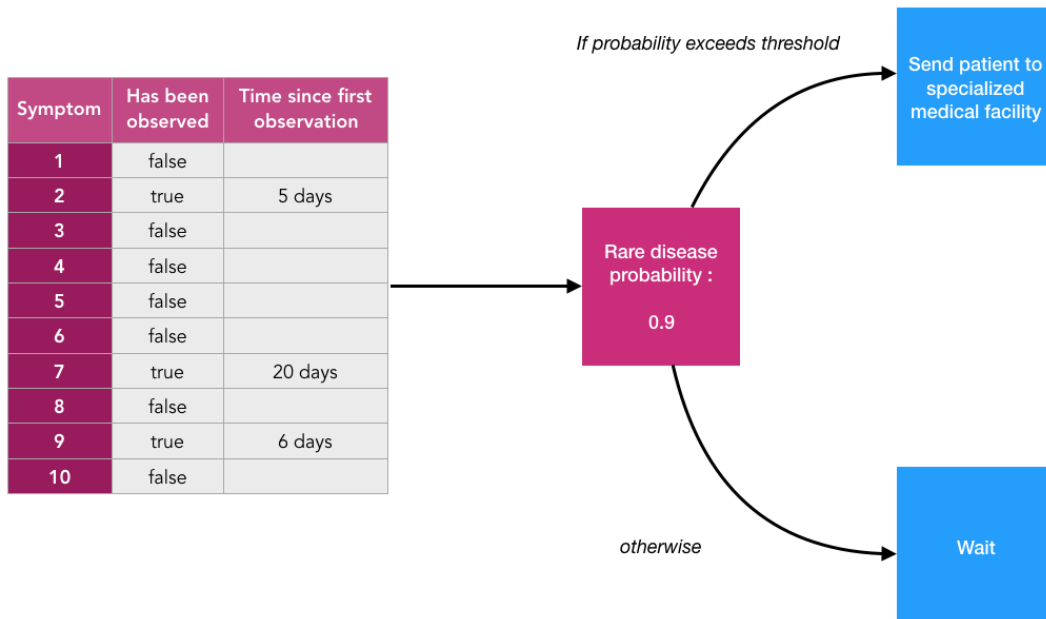 If probability exceeds threshold
Send patient to
specialized
medical facility
Symptom Has been observed Time since first observation
1 false
2 true 5 days
3 false
4 false
5 false
6 false
7 true 20 days
8 false
9 true 6 days
10 false
Rare disease
probability :
0.9
otherwise
Wait